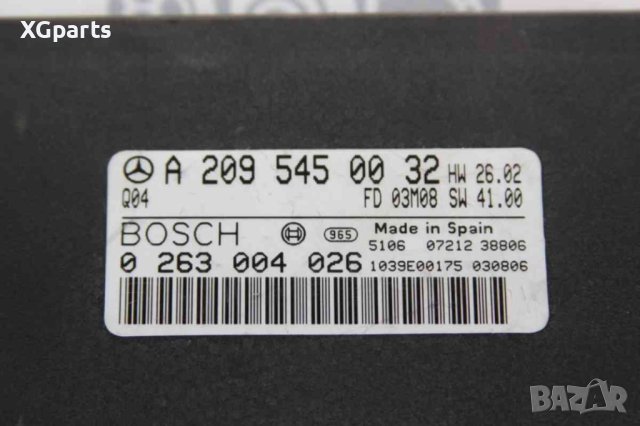 XGparts
A 209 545 00 32 HW 26.02
Q04 FD 03M08 SW 41.00
BOSCH 965 Made in Spain
5106 07212 38806
0 263 004 026 1039E00175 030806
BAZAR